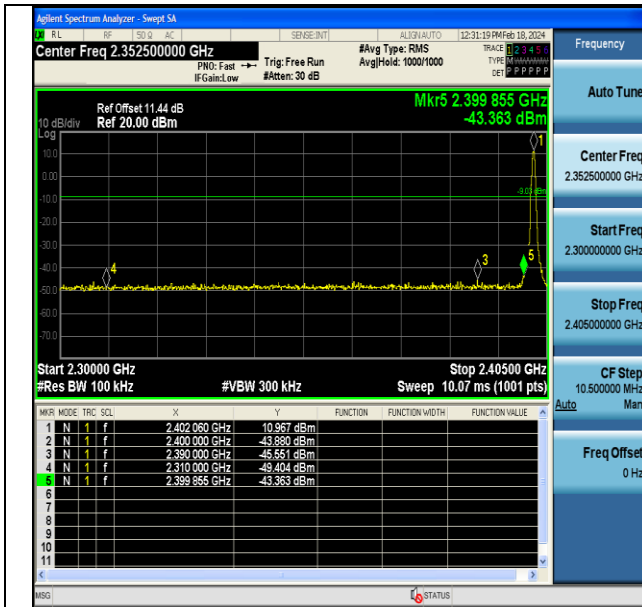 Agilent Spectrum Analyzer - Swept SA
RL RF 50 Ω AC SENSE:INT ALIGNAUTO 12:31:19 PM Feb 18, 2024
Center Freq 2.352500000 GHz
PNO: Fast
IFGain:Low
Trig: Free Run
#Atten: 30 dB
#Avg Type: RMS
Avg|Hold: 1000/1000
TRACE 1 2 3 4 5 6
TYPE M
DET P P P P P P
Ref Offset 11.44 dB
10 dB/div Ref 20.00 dBm
Log
Mkr5 2.399 855 GHz
-43.363 dBm
10.0
0.00
-10.0
-20.0
-30.0
-40.0
-50.0
-60.0
-70.0
-9.03 dBm
1
3
4
5
Start 2.30000 GHz Stop 2.40500 GHz
#Res BW 100 kHz #VBW 300 kHz Sweep 10.07 ms (1001 pts)
MKR MODE TRC SCL X Y FUNCTION FUNCTION WIDTH FUNCTION VALUE
1 N 1 f 2.402 060 GHz 10.967 dBm
2 N 1 f 2.400 000 GHz -43.880 dBm
3 N 1 f 2.390 000 GHz -45.551 dBm
4 N 1 f 2.310 000 GHz -49.404 dBm
5 N 1 f 2.399 855 GHz -43.363 dBm
6
7
8
9
10
11
MSG STATUS
Frequency
Auto Tune
Center Freq
2.352500000 GHz
Start Freq
2.300000000 GHz
Stop Freq
2.405000000 GHz
CF Step
10.500000 MHz
Auto Man
Freq Offset
0 Hz